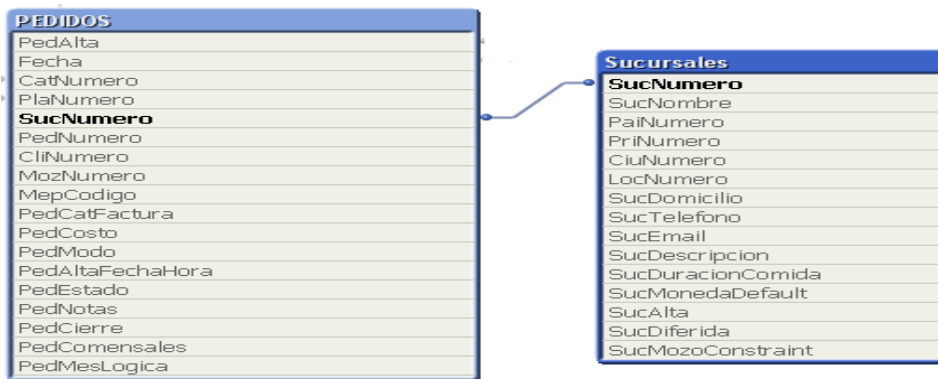 PEDIDOS
PedAlta
Fecha
CatNumero
PlaNumero
SucNumero
PedNumero
CliNumero
MozNumero
MepCodigo
PedCatFactura
PedCosto
PedModo
PedAltaFechaHora
PedEstado
PedNotas
PedCierre
PedComensales
PedMesLogica
Sucursales
SucNumero
SucNombre
PaiNumero
PriNumero
CiuNumero
LocNumero
SucDomicilio
SucTelefono
SucEmail
SucDescripcion
SucDuracionComida
SucMonedaDefault
SucAlta
SucDiferida
SucMozoConstraint